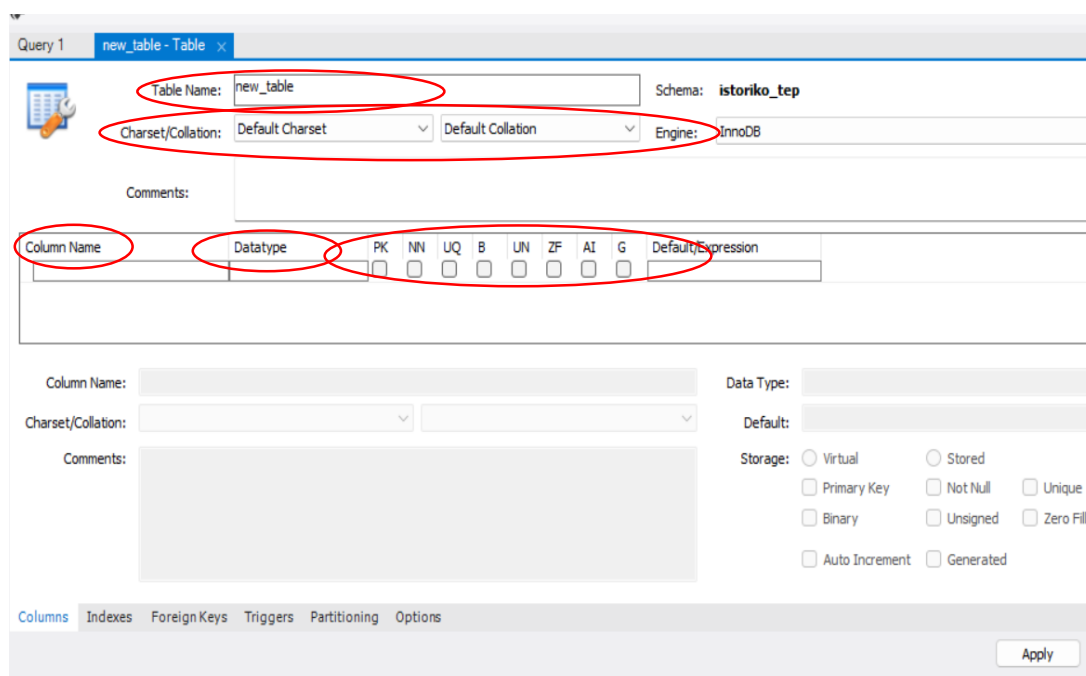 Query 1 new_table - Table x
Table Name: new_table Schema: istoriko_tep
Charset/Collation: Default Charset Default Collation Engine: InnoDB
Comments:
Column Name Datatype PK NN UQ B UN ZF AI G Default/Expression
Column Name: Data Type:
Charset/Collation: Default:
Comments: Storage: Virtual Stored
Primary Key Not Null Unique
Binary Unsigned Zero Fill
Auto Increment Generated
Columns Indexes Foreign Keys Triggers Partitioning Options
Apply